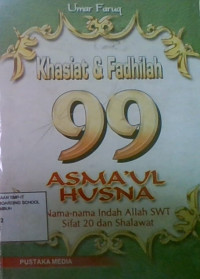 Umar Faruq
Khasiat & Fadhilah
99
ASMA'UL
HUSNA
Nama-nama Indah Allah SWT
Sifat 20 dan Shalawat
PUSTAKA MEDIA